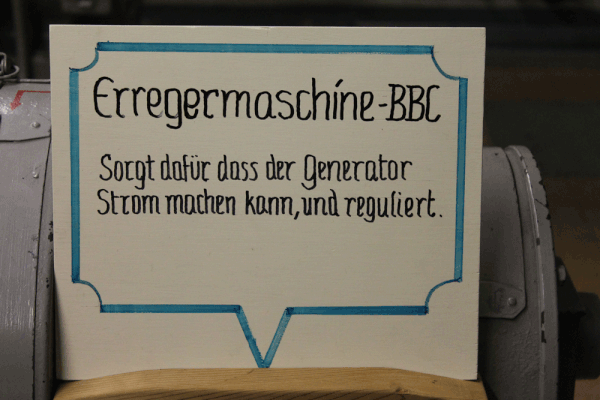 Erregermaschine-BBC
Sorgt dafür dass der Generator
Strom machen kann, und reguliert.